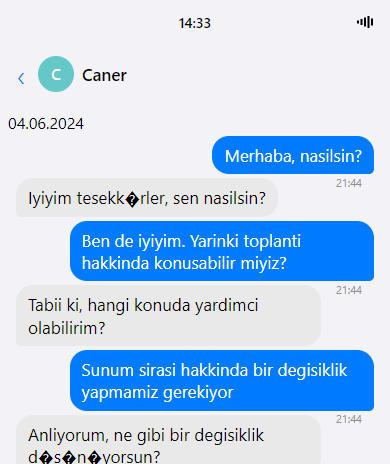 14:33
C
Caner
04.06.2024
Merhaba, nasilsin?
21:44
Iyiyim tesekk�rler, sen nasilsin?
Ben de iyiyim. Yarinki toplanti
hakkinda konusabilir miyiz?
21:44
Tabii ki, hangi konuda yardimci
olabilirim?
Sunum sirasi hakkinda bir degisiklik
yapmamiz gerekiyor
21:44
Anliyorum, ne gibi bir degisiklik
d�s�n�yorsun?